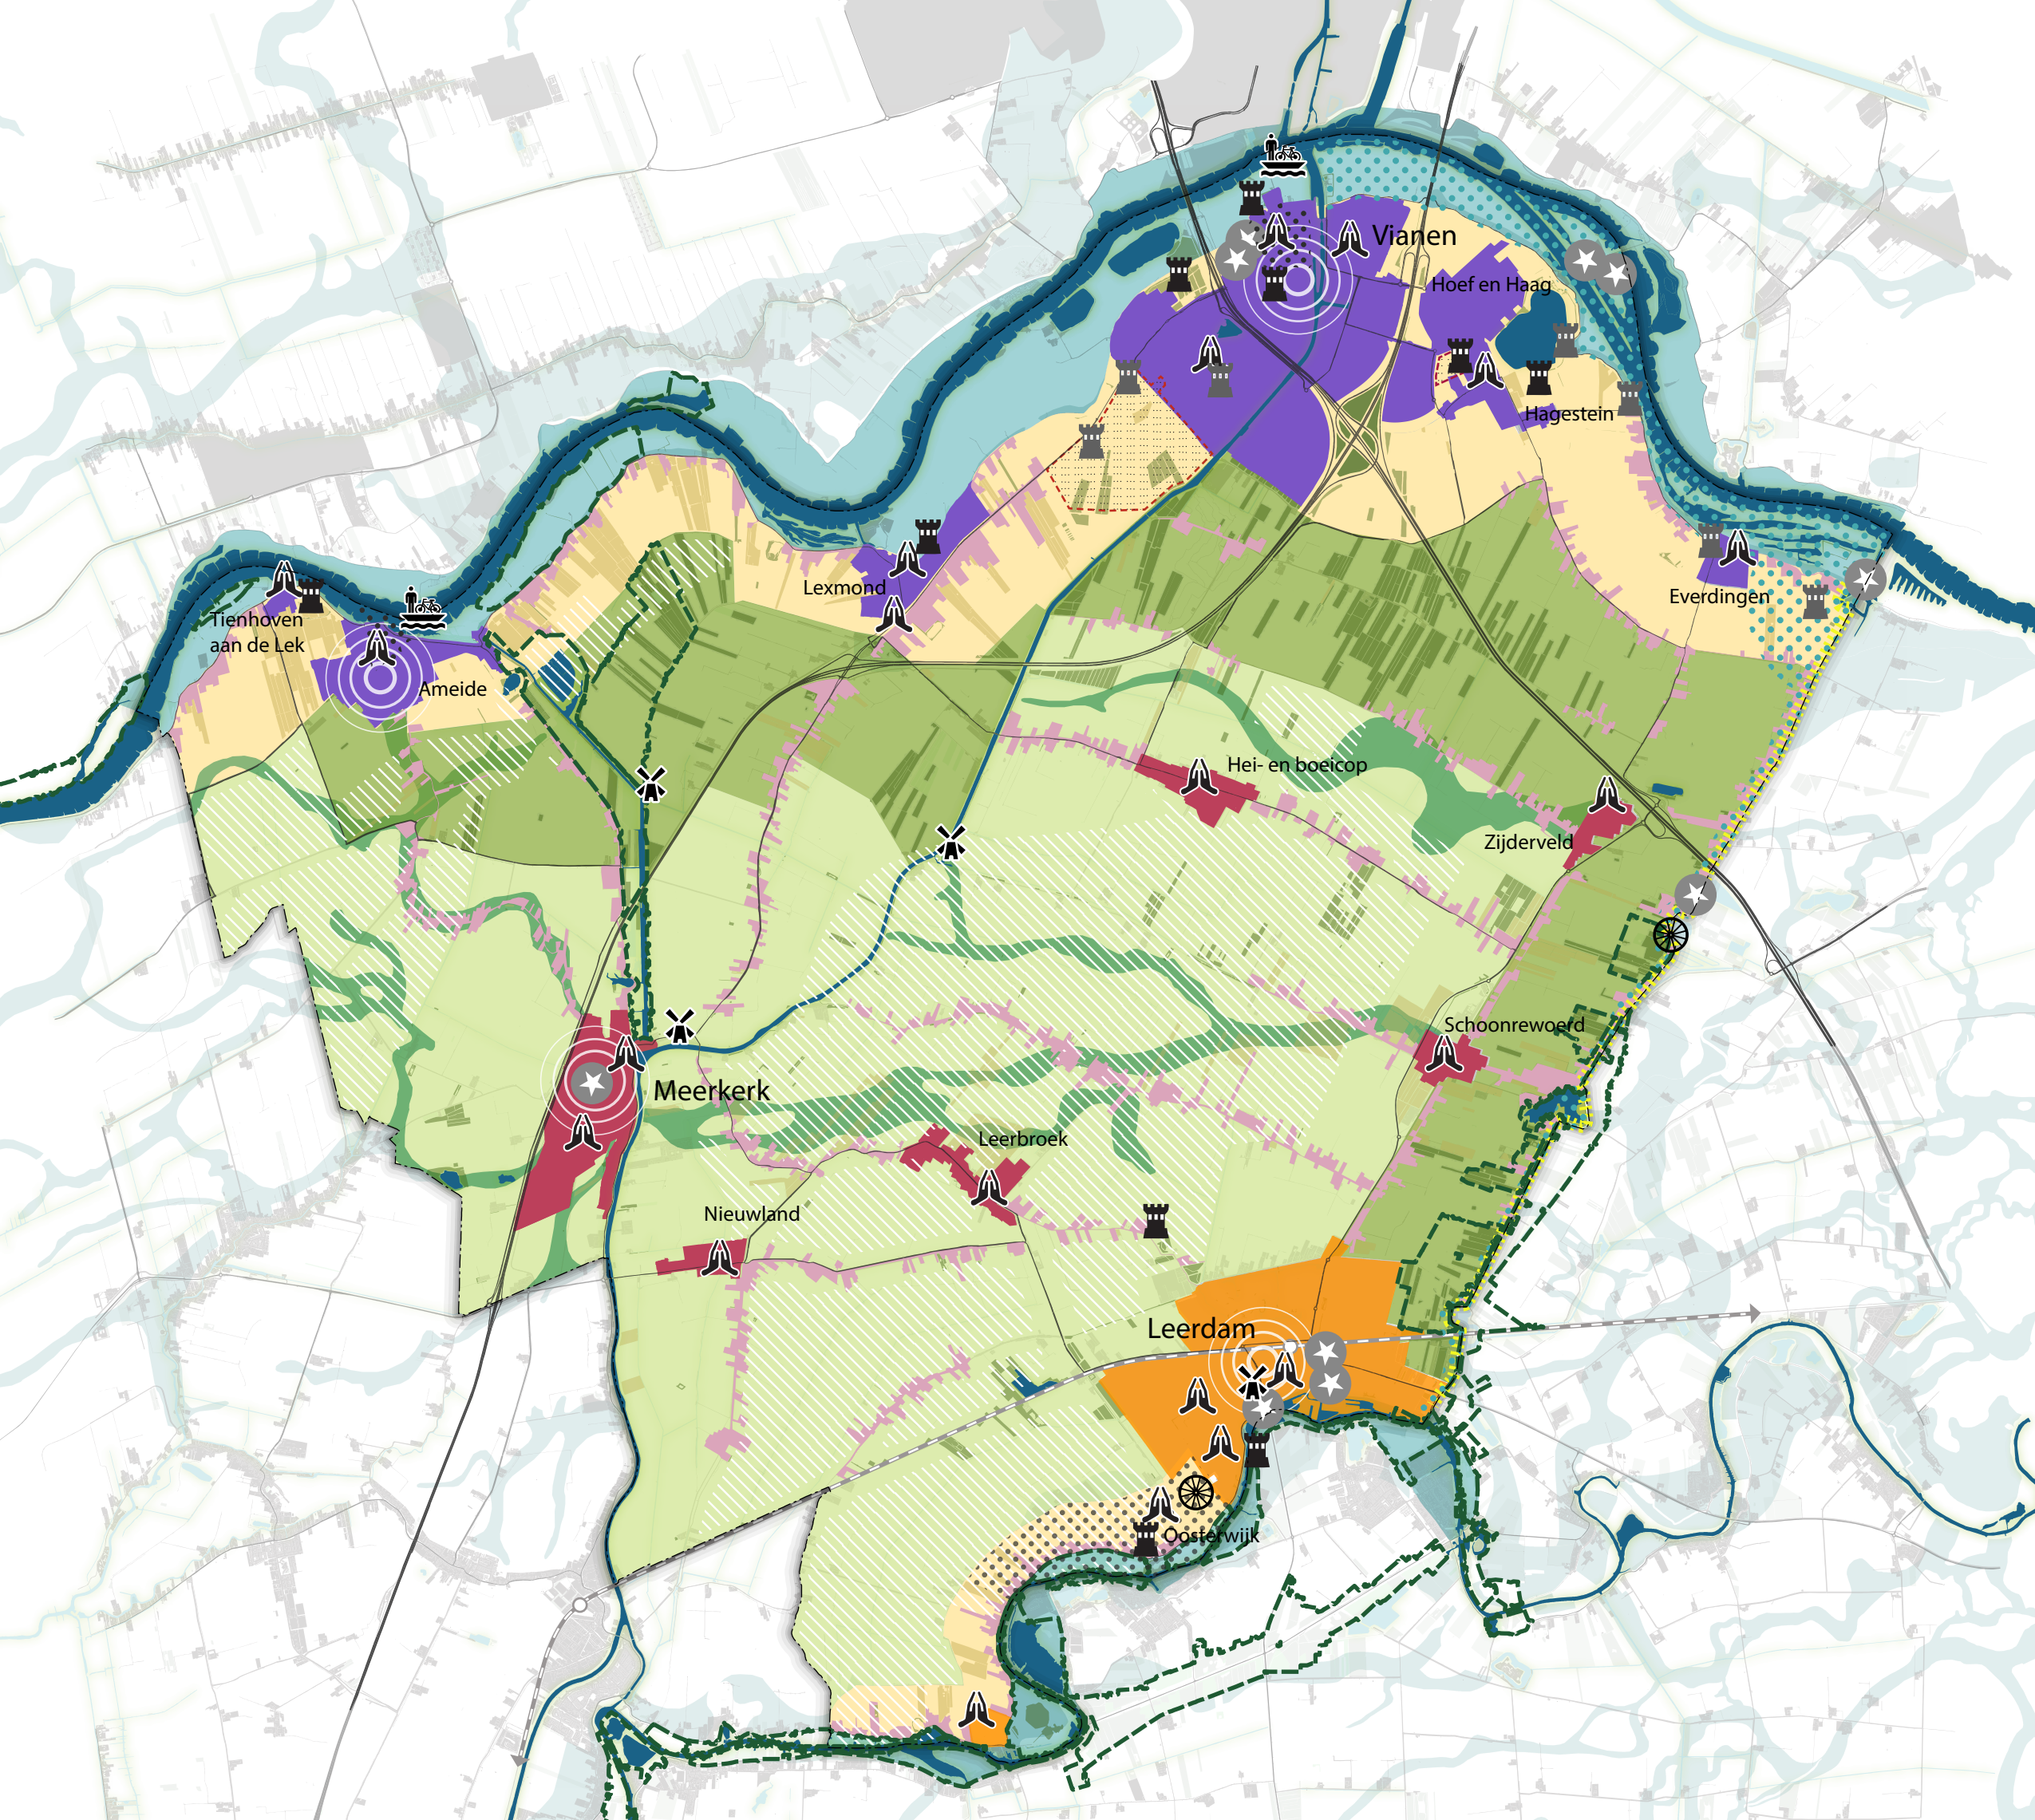 Vianen
Hoef en Haag
Hagestein
Lexmond
Everdingen
Tienhoven
aan de Lek
Ameide
Hei- en boeicop
Zijderveld
Schoonrewoerd
Meerkerk
Leerbroek
Nieuwland
Leerdam
Oosterwijk